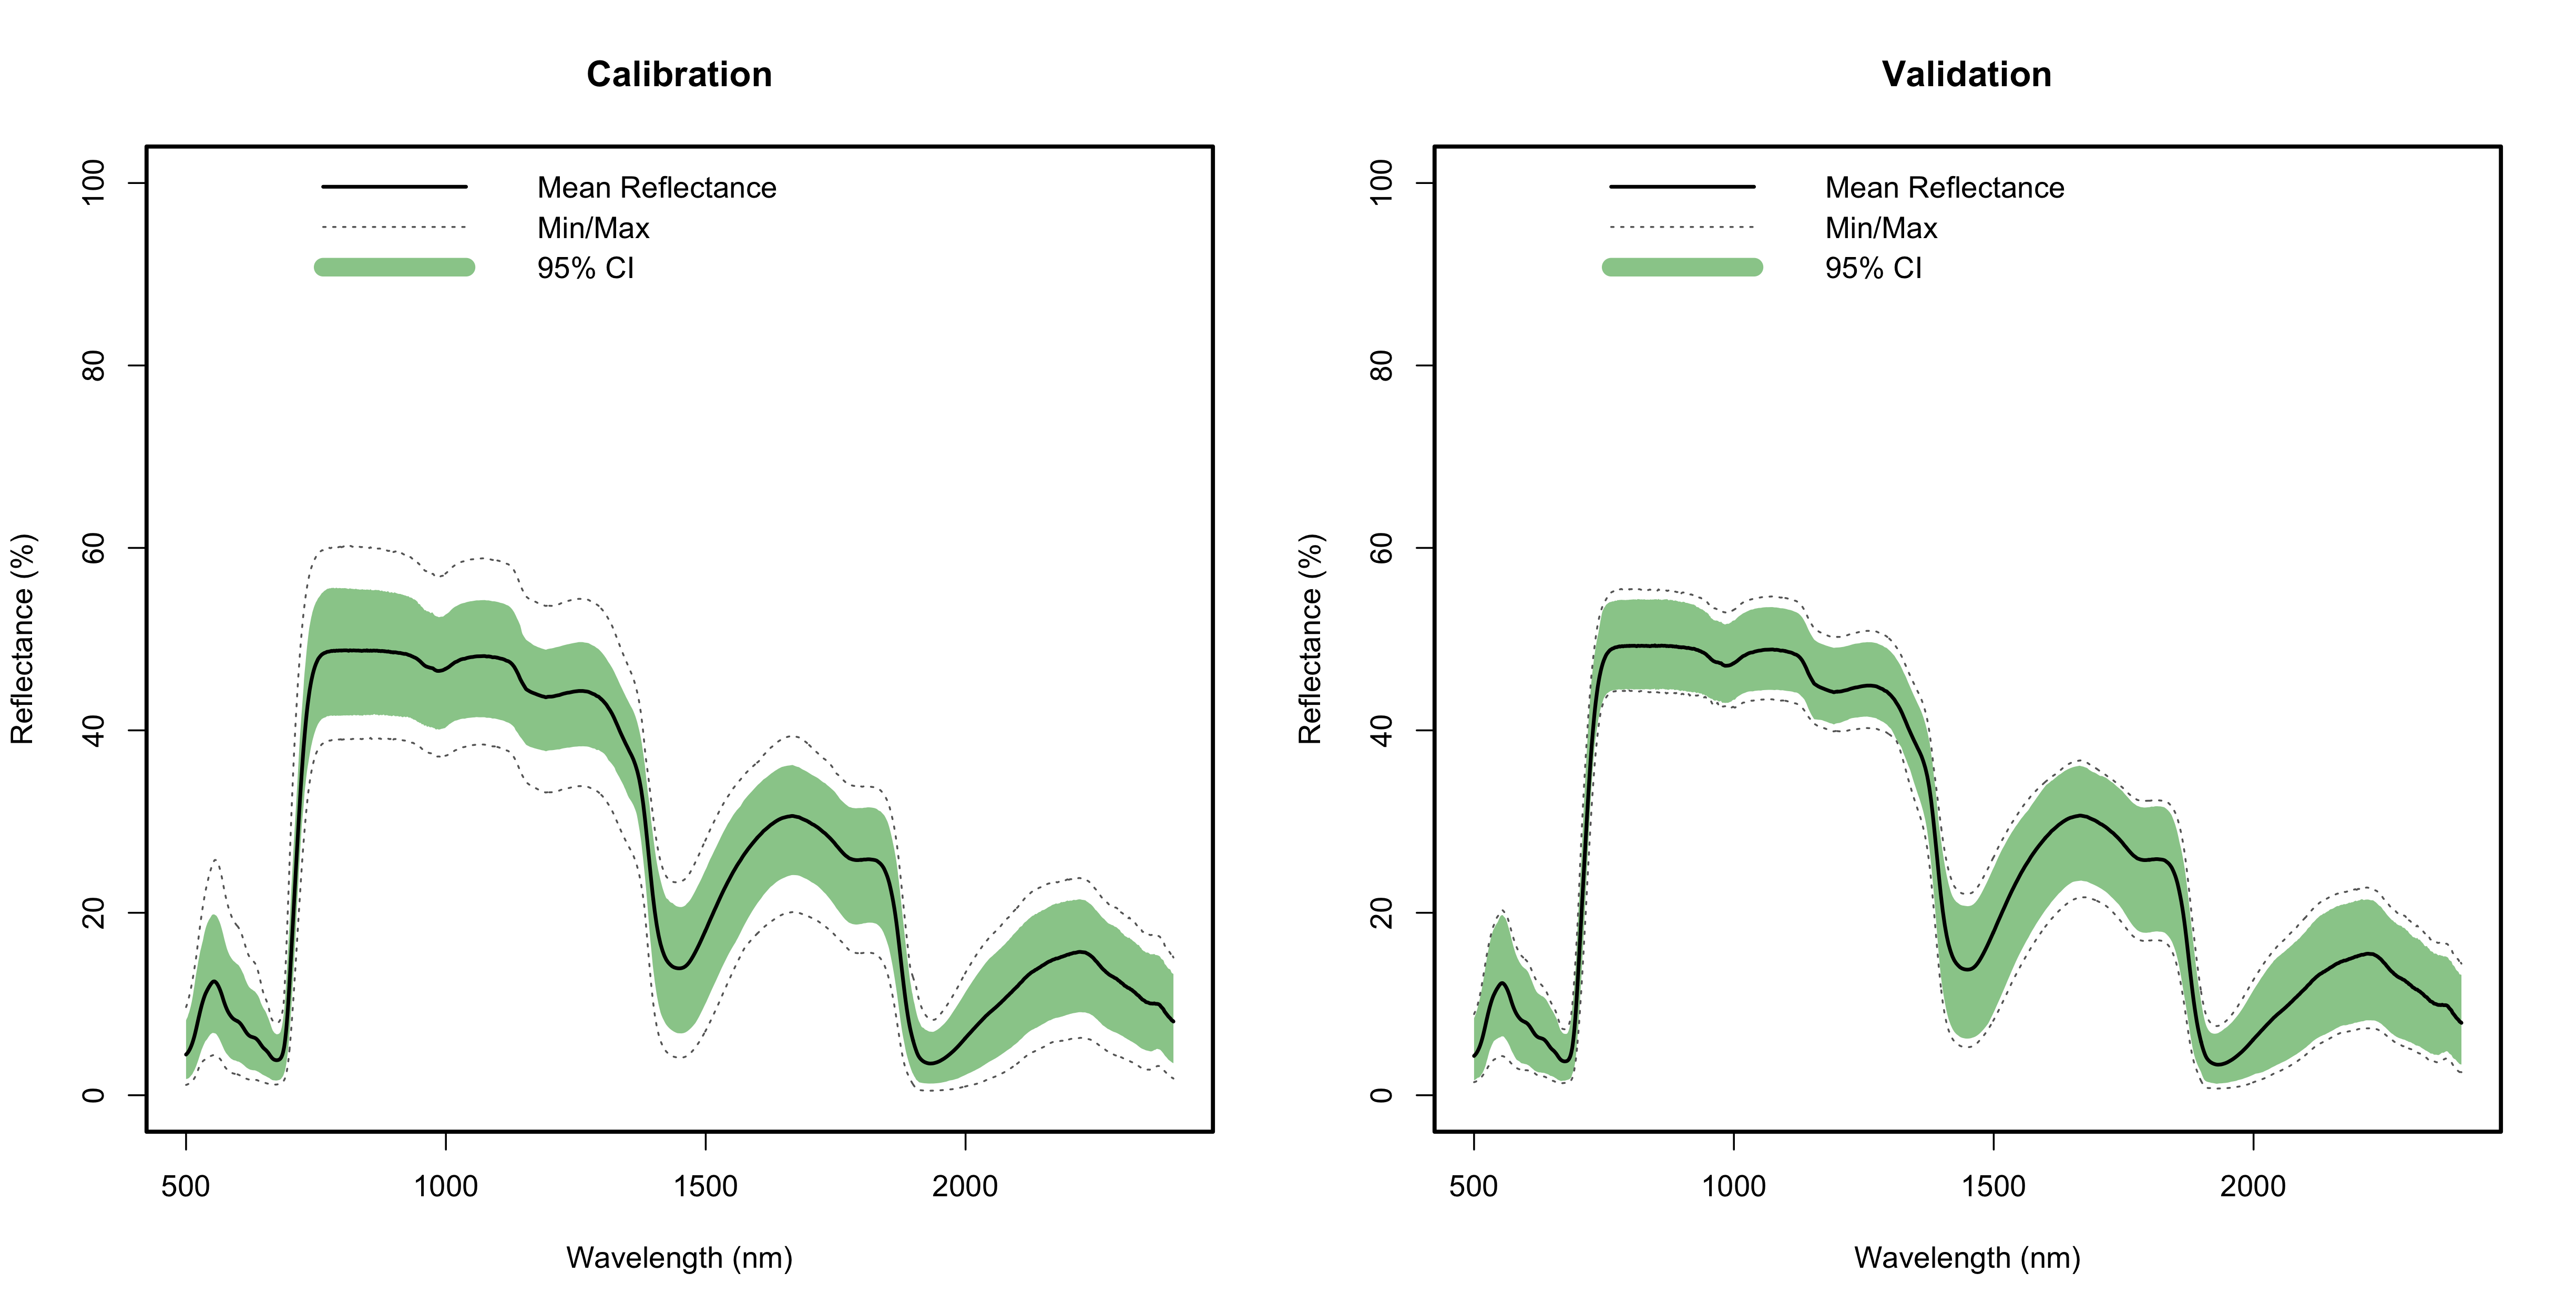 Calibration
Mean Reflectance
Min/Max
95% CI
Reflectance (%)
100
80
60
40
20
0
500 1000 1500 2000
Wavelength (nm)
Validation
Mean Reflectance
Min/Max
95% CI
Reflectance (%)
100
80
60
40
20
0
500 1000 1500 2000
Wavelength (nm)